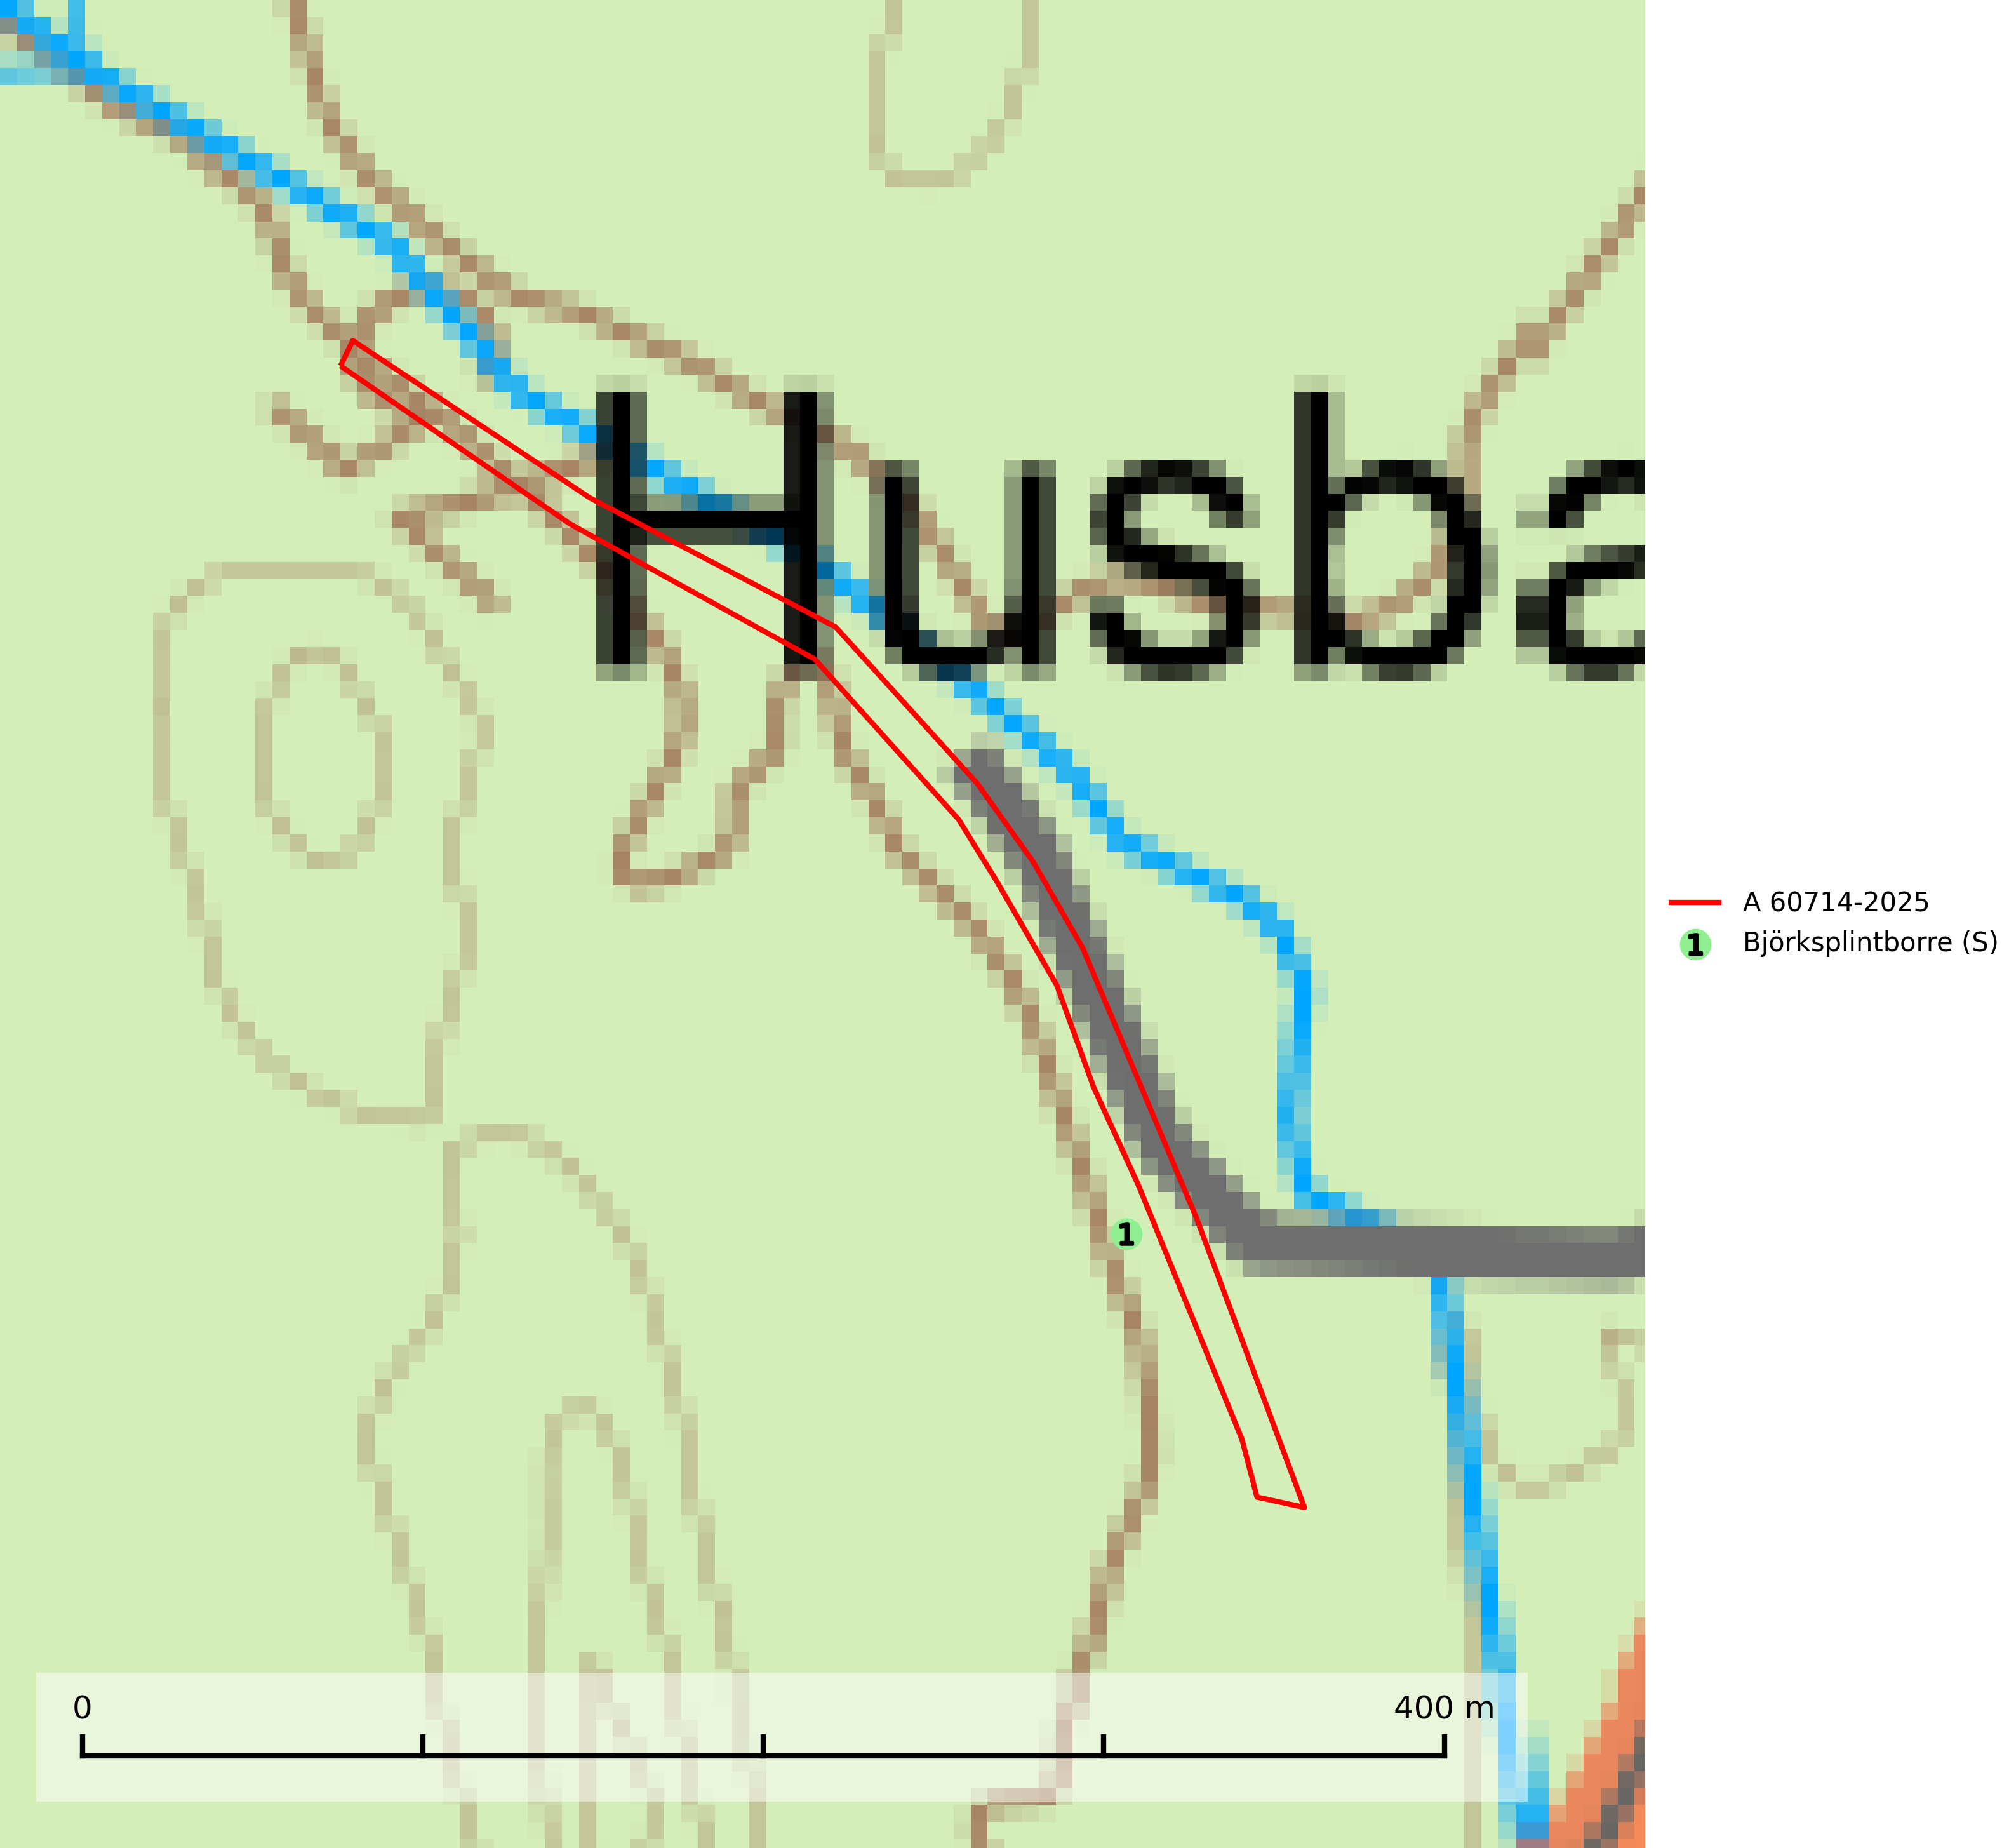 Husba
1
A 60714-2025
1 Björksplintborre (S)
0 400 m